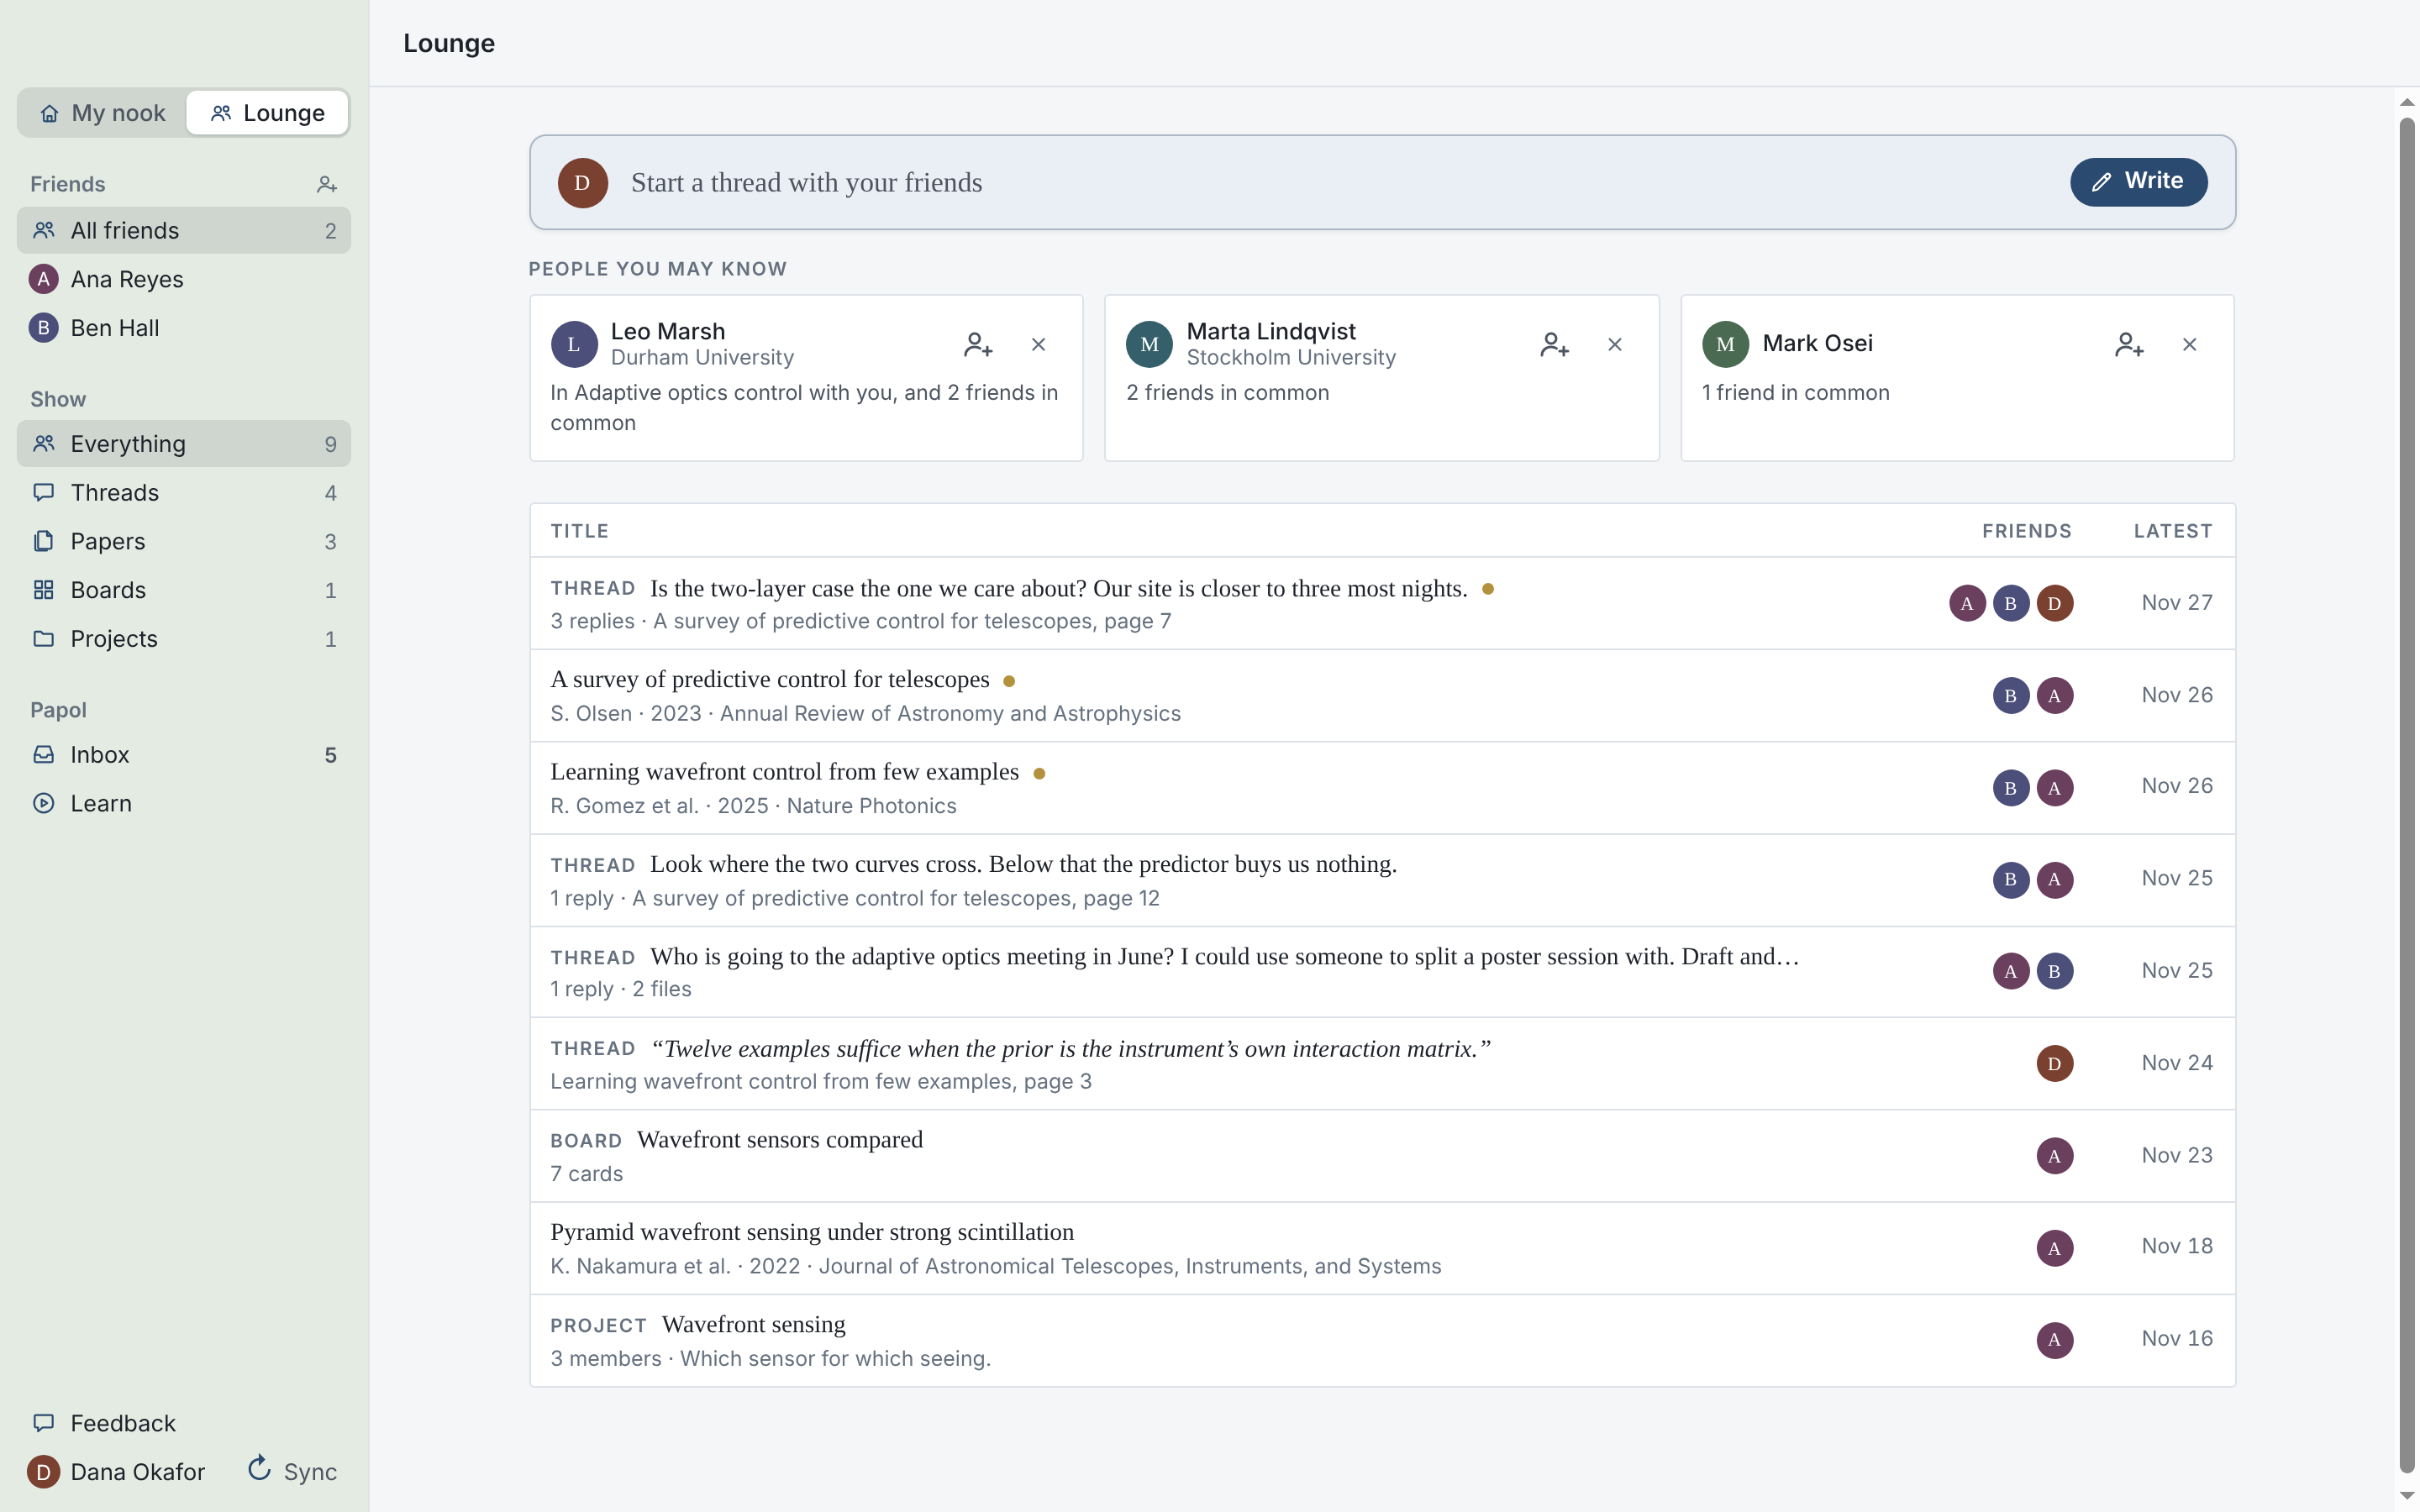 Lounge
My nook
Lounge
Friends
All friends 2
A Ana Reyes
B Ben Hall
Show
Everything 9
Threads 4
Papers 3
Boards 1
Projects 1
Papol
Inbox 5
Learn
Feedback
D Dana Okafor Sync
D Start a thread with your friends Write
PEOPLE YOU MAY KNOW
L Leo Marsh
Durham University
In Adaptive optics control with you, and 2 friends in
common
M Marta Lindqvist
Stockholm University
2 friends in common
M Mark Osei
1 friend in common
TITLE FRIENDS LATEST
THREAD Is the two-layer case the one we care about? Our site is closer to three most nights. A B D Nov 27
3 replies · A survey of predictive control for telescopes, page 7
A survey of predictive control for telescopes B A Nov 26
S. Olsen · 2023 · Annual Review of Astronomy and Astrophysics
Learning wavefront control from few examples B A Nov 26
R. Gomez et al. · 2025 · Nature Photonics
THREAD Look where the two curves cross. Below that the predictor buys us nothing. B A Nov 25
1 reply · A survey of predictive control for telescopes, page 12
THREAD Who is going to the adaptive optics meeting in June? I could use someone to split a poster session with. Draft and… A B Nov 25
1 reply · 2 files
THREAD “Twelve examples suffice when the prior is the instrument’s own interaction matrix.” D Nov 24
Learning wavefront control from few examples, page 3
BOARD Wavefront sensors compared A Nov 23
7 cards
Pyramid wavefront sensing under strong scintillation A Nov 18
K. Nakamura et al. · 2022 · Journal of Astronomical Telescopes, Instruments, and Systems
PROJECT Wavefront sensing A Nov 16
3 members · Which sensor for which seeing.